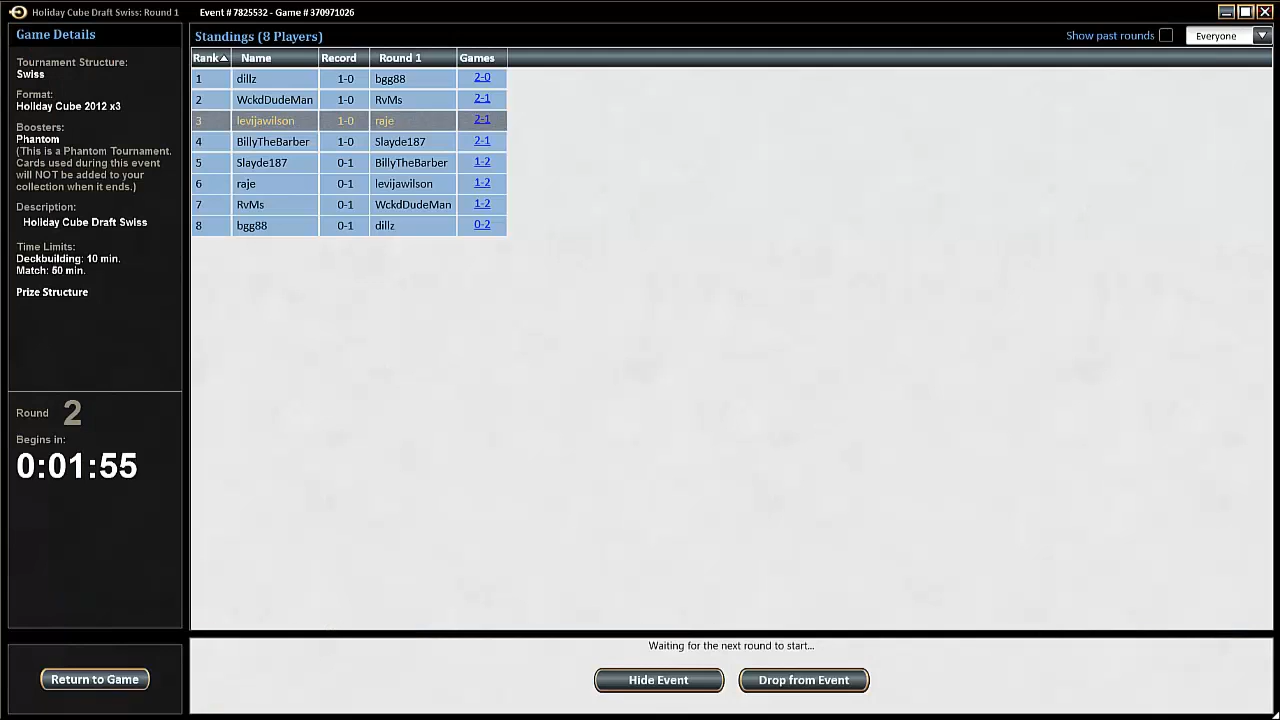 Holiday Cube Draft Swiss: Round 1 Event # 7825532 - Game # 370971026
Game Details
Tournament Structure:
Swiss
Format:
Holiday Cube 2012 x3
Boosters:
Phantom
(This is a Phantom Tournament.
Cards used during this event
will NOT be added to your
collection when it ends.)
Description:
Holiday Cube Draft Swiss
Time Limits:
Deckbuilding: 10 min.
Match: 50 min.
Prize Structure
Round 2
Begins in:
0:01:55
Return to Game
Standings (8 Players) Show past rounds Everyone
Rank Name Record Round 1 Games
1 dillz 1-0 bgg88 2-0
2 WckdDudeMan 1-0 RvMs 2-1
3 levijawilson 1-0 raje 2-1
4 BillyTheBarber 1-0 Slayde187 2-1
5 Slayde187 0-1 BillyTheBarber 1-2
6 raje 0-1 levijawilson 1-2
7 RvMs 0-1 WckdDudeMan 1-2
8 bgg88 0-1 dillz 0-2
Waiting for the next round to start...
Hide Event Drop from Event